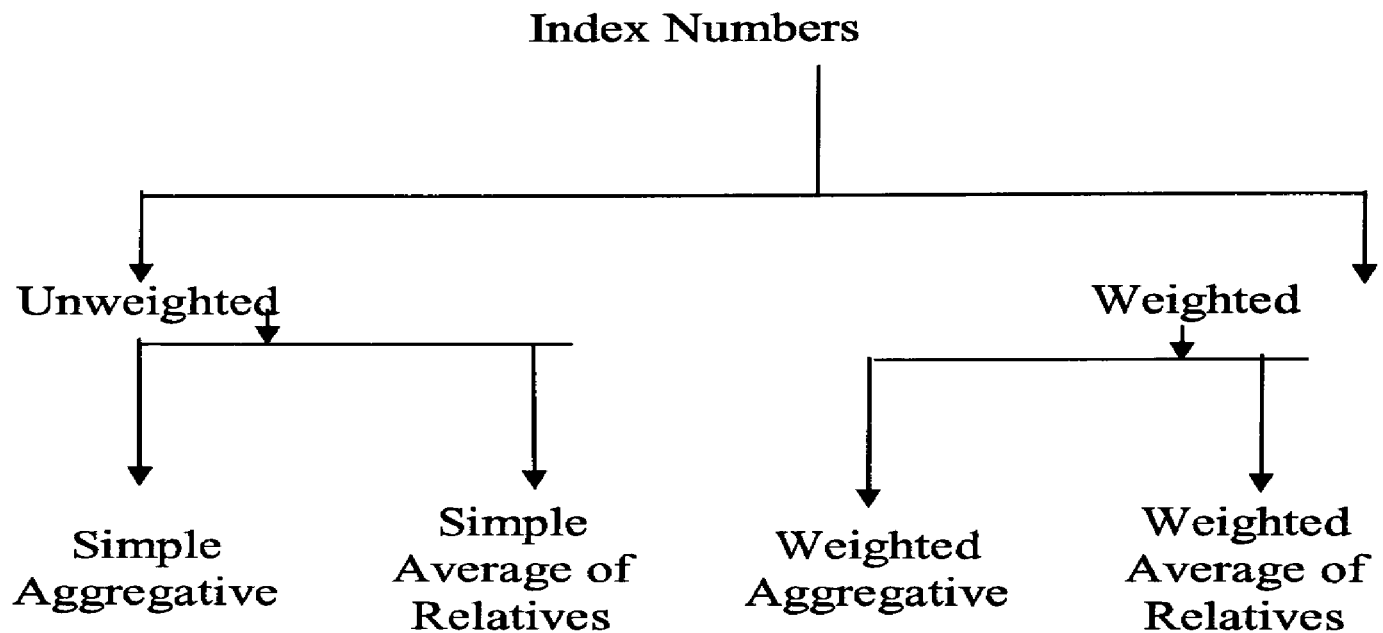 Index Numbers
Unweighted
Weighted
Simple
Aggregative
Simple
Average of
Relatives
Weighted
Aggregative
Weighted
Average of
Relatives